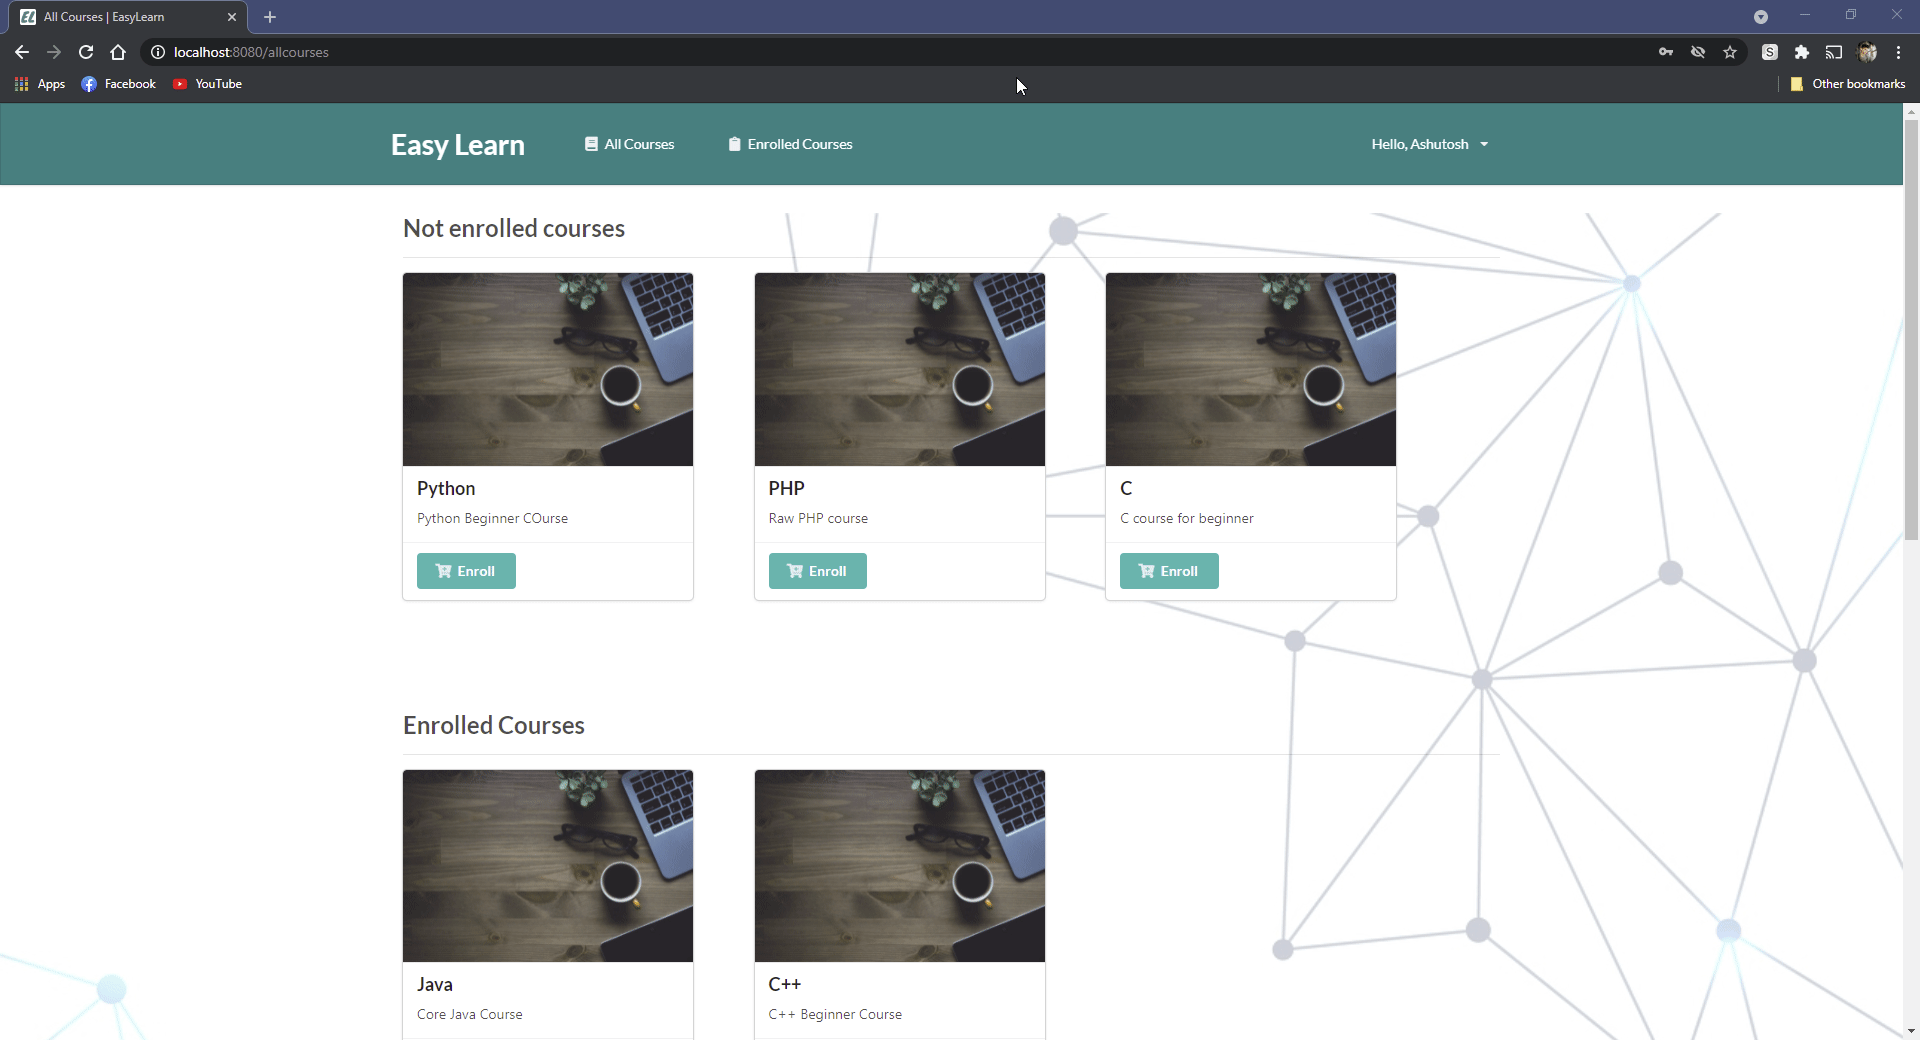 All Courses | EasyLearn
localhost:8080/allcourses
Apps Facebook YouTube Other bookmarks
Easy Learn All Courses Enrolled Courses Hello, Ashutosh
Not enrolled courses
Python
Python Beginner COurse
Enroll
PHP
Raw PHP course
Enroll
C
C course for beginner
Enroll
Enrolled Courses
Java
Core Java Course
C++
C++ Beginner Course